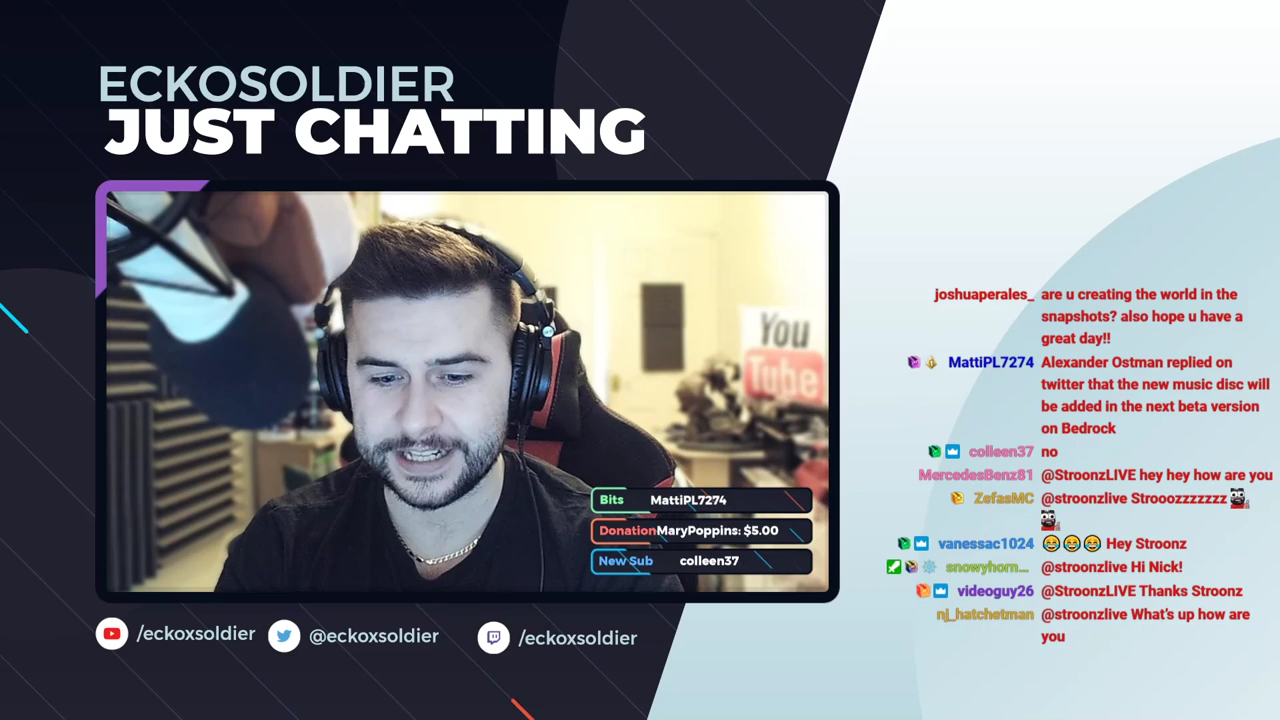 ECKOSOLDIER
JUST CHATTING
You
Tube
Bits MattiPL7274
Donation MaryPoppins: $5.00
New Sub colleen37
/eckoxsoldier @eckoxsoldier /eckoxsoldier
joshuaperales_ are u creating the world in the
snapshots? also hope u have a
great day!!
MattiPL7274 Alexander Ostman replied on
twitter that the new music disc will
be added in the next beta version
on Bedrock
colleen37 no
MercedesBenz81 @StroonzLIVE hey hey how are you
ZefasMC @stroonzlive Strooozzzzzzz
vanessac1024 😂😂😂 Hey Stroonz
snowyhorn... @stroonzlive Hi Nick!
videoguy26 @StroonzLIVE Thanks Stroonz
nj_hatchetman @stroonzlive What's up how are
you